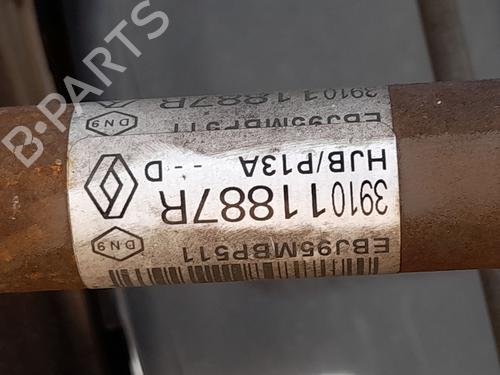 B-PARTS
DN9
391011887R
EBJ95MBP511
HJB/P13A
-- D
391011887R
DN9
EBJ95MBP511